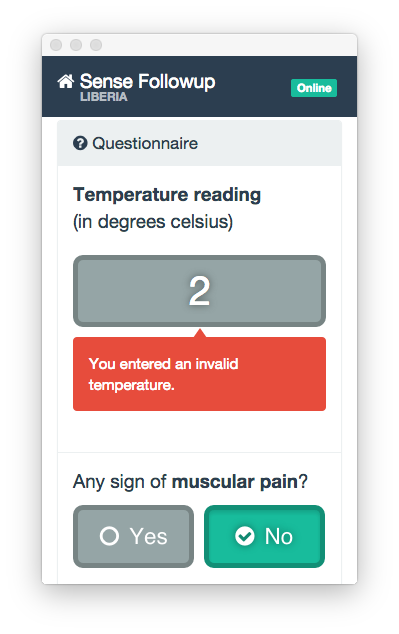 Sense Followup
LIBERIA
Online
Questionnaire
Temperature reading
(in degrees celsius)
2
You entered an invalid
temperature.
Any sign of muscular pain?
Yes
No